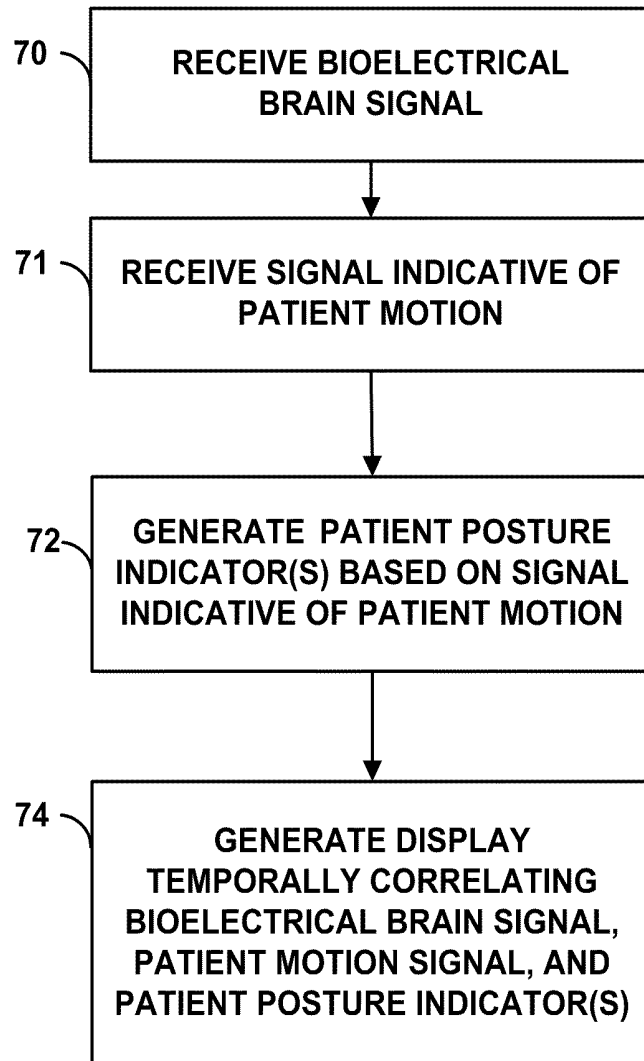 70
RECEIVE BIOELECTRICAL
BRAIN SIGNAL
71
RECEIVE SIGNAL INDICATIVE OF
PATIENT MOTION
72
GENERATE PATIENT POSTURE
INDICATOR(S) BASED ON SIGNAL
INDICATIVE OF PATIENT MOTION
74
GENERATE DISPLAY
TEMPORALLY CORRELATING
BIOELECTRICAL BRAIN SIGNAL,
PATIENT MOTION SIGNAL, AND
PATIENT POSTURE INDICATOR(S)